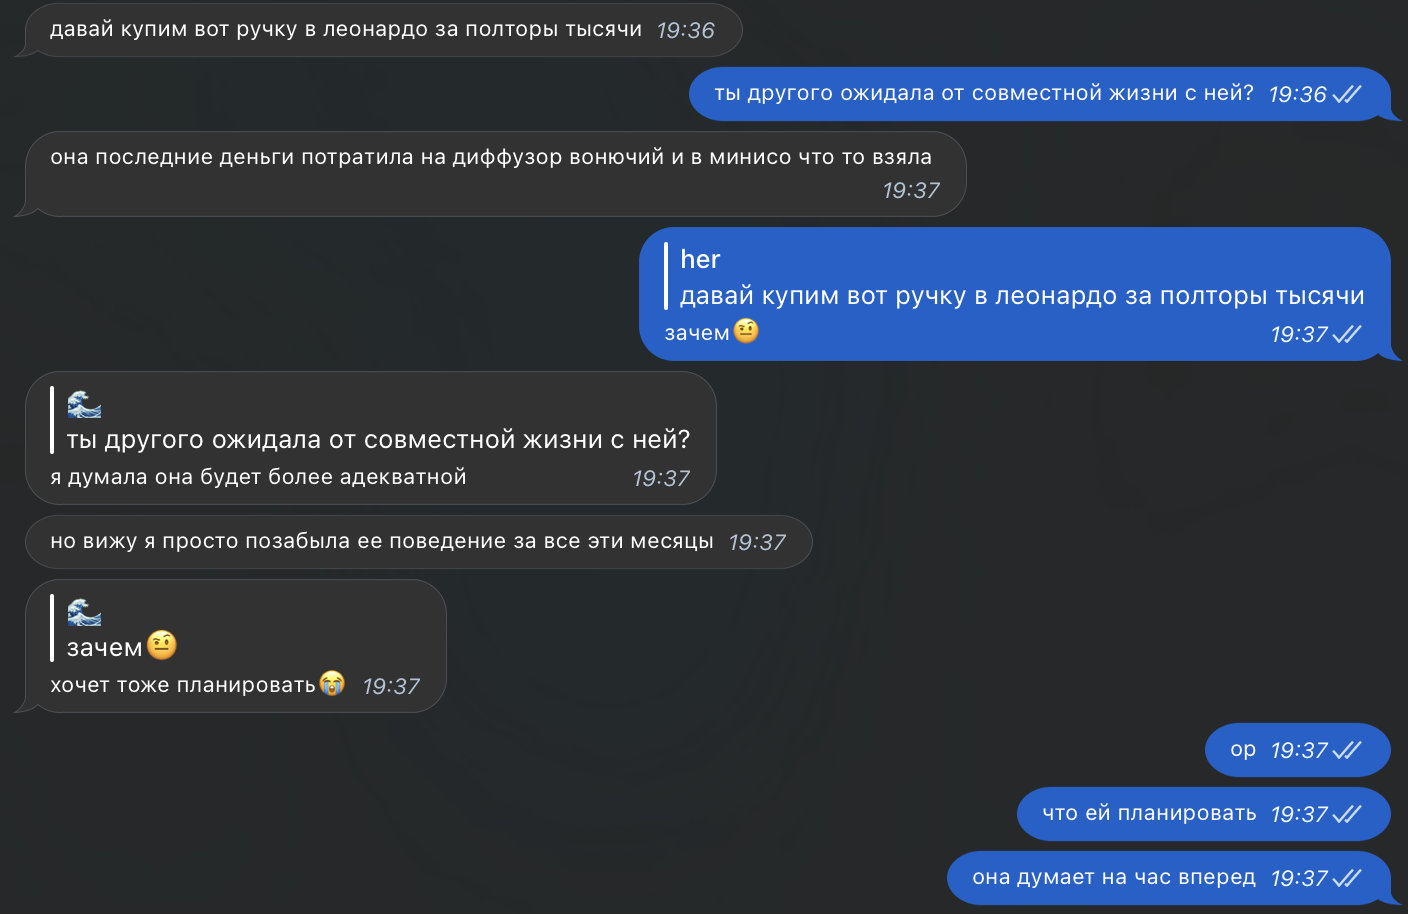 давай купим вот ручку в леонардо за полторы тысячи 19:36
ты другого ожидала от совместной жизни с ней? 19:36
она последние деньги потратила на диффузор вонючий и в минисо что то взяла
19:37
her
давай купим вот ручку в леонардо за полторы тысячи
зачем🤨 19:37
🌊
ты другого ожидала от совместной жизни с ней?
я думала она будет более адекватной 19:37
но вижу я просто позабыла ее поведение за все эти месяцы 19:37
🌊
зачем🤨
хочет тоже планировать😭 19:37
ор 19:37
что ей планировать 19:37
она думает на час вперед 19:37